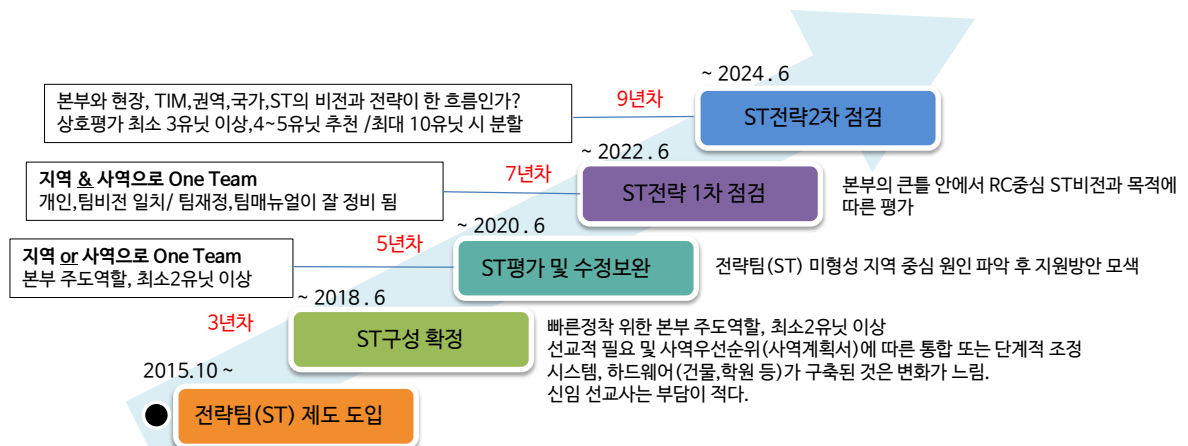 ~ 2024.6
본부와 현장, TIM,권역,국가,ST의 비전과 전략이 한 흐름인가?
상호평가 최소 3유닛 이상,4~5유닛 추천 /최대 10유닛 시 분할
9년차
ST전략2차 점검
~ 2022.6
지역 & 사역으로 One Team
개인,팀비전 일치/ 팀재정,팀매뉴얼이 잘 정비 됨
7년차
ST전략 1차 점검
본부의 큰틀 안에서 RC중심 ST비전과 목적에
따른 평가
~ 2020.6
지역 or 사역으로 One Team
본부 주도역할, 최소2유닛 이상
5년차
ST평가 및 수정보완
전략팀(ST) 미형성 지역 중심 원인 파악 후 지원방안 모색
~ 2018.6
3년차
ST구성 확정
빠른정착 위한 본부 주도역할, 최소2유닛 이상
선교적 필요 및 사역우선순위(사역계획서)에 따른 통합 또는 단계적 조정
시스템, 하드웨어(건물,학원 등)가 구축된 것은 변화가 느림.
신임 선교사는 부담이 적다.
2015.10 ~
전략팀(ST) 제도 도입